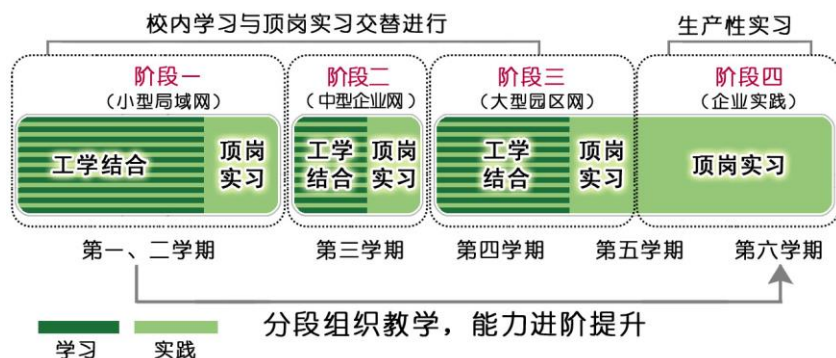 校内学习与顶岗实习交替进行
生产性实习
阶段一
(小型局域网)
阶段二
(中型企业网)
阶段三
(大型园区网)
阶段四
(企业实践)
工学结合
顶岗
实习
工学
结合
顶岗
实习
工学
结合
顶岗
实习
顶岗实习
第一、二学期
第三学期
第四学期
第五学期
第六学期
分段组织教学，能力进阶提升
学习
实践